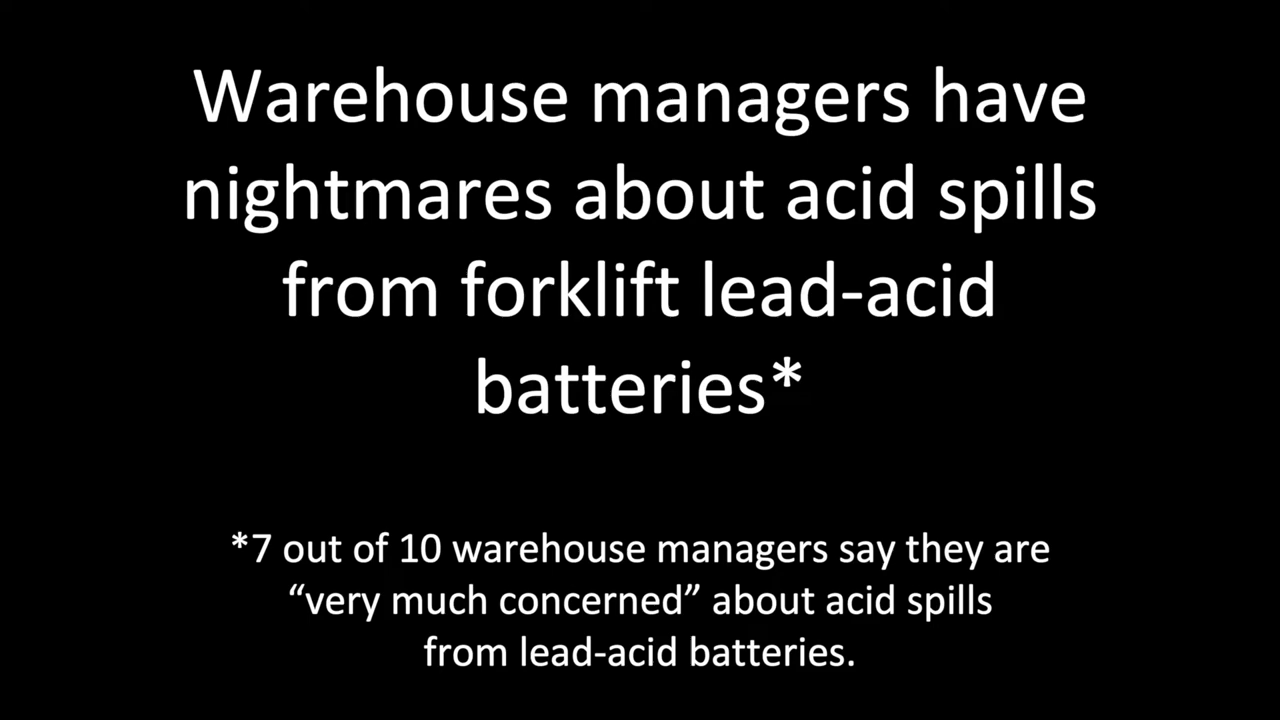 Warehouse managers have
nightmares about acid spills
from forklift lead-acid
batteries*
*7 out of 10 warehouse managers say they are
“very much concerned” about acid spills
from lead-acid batteries.